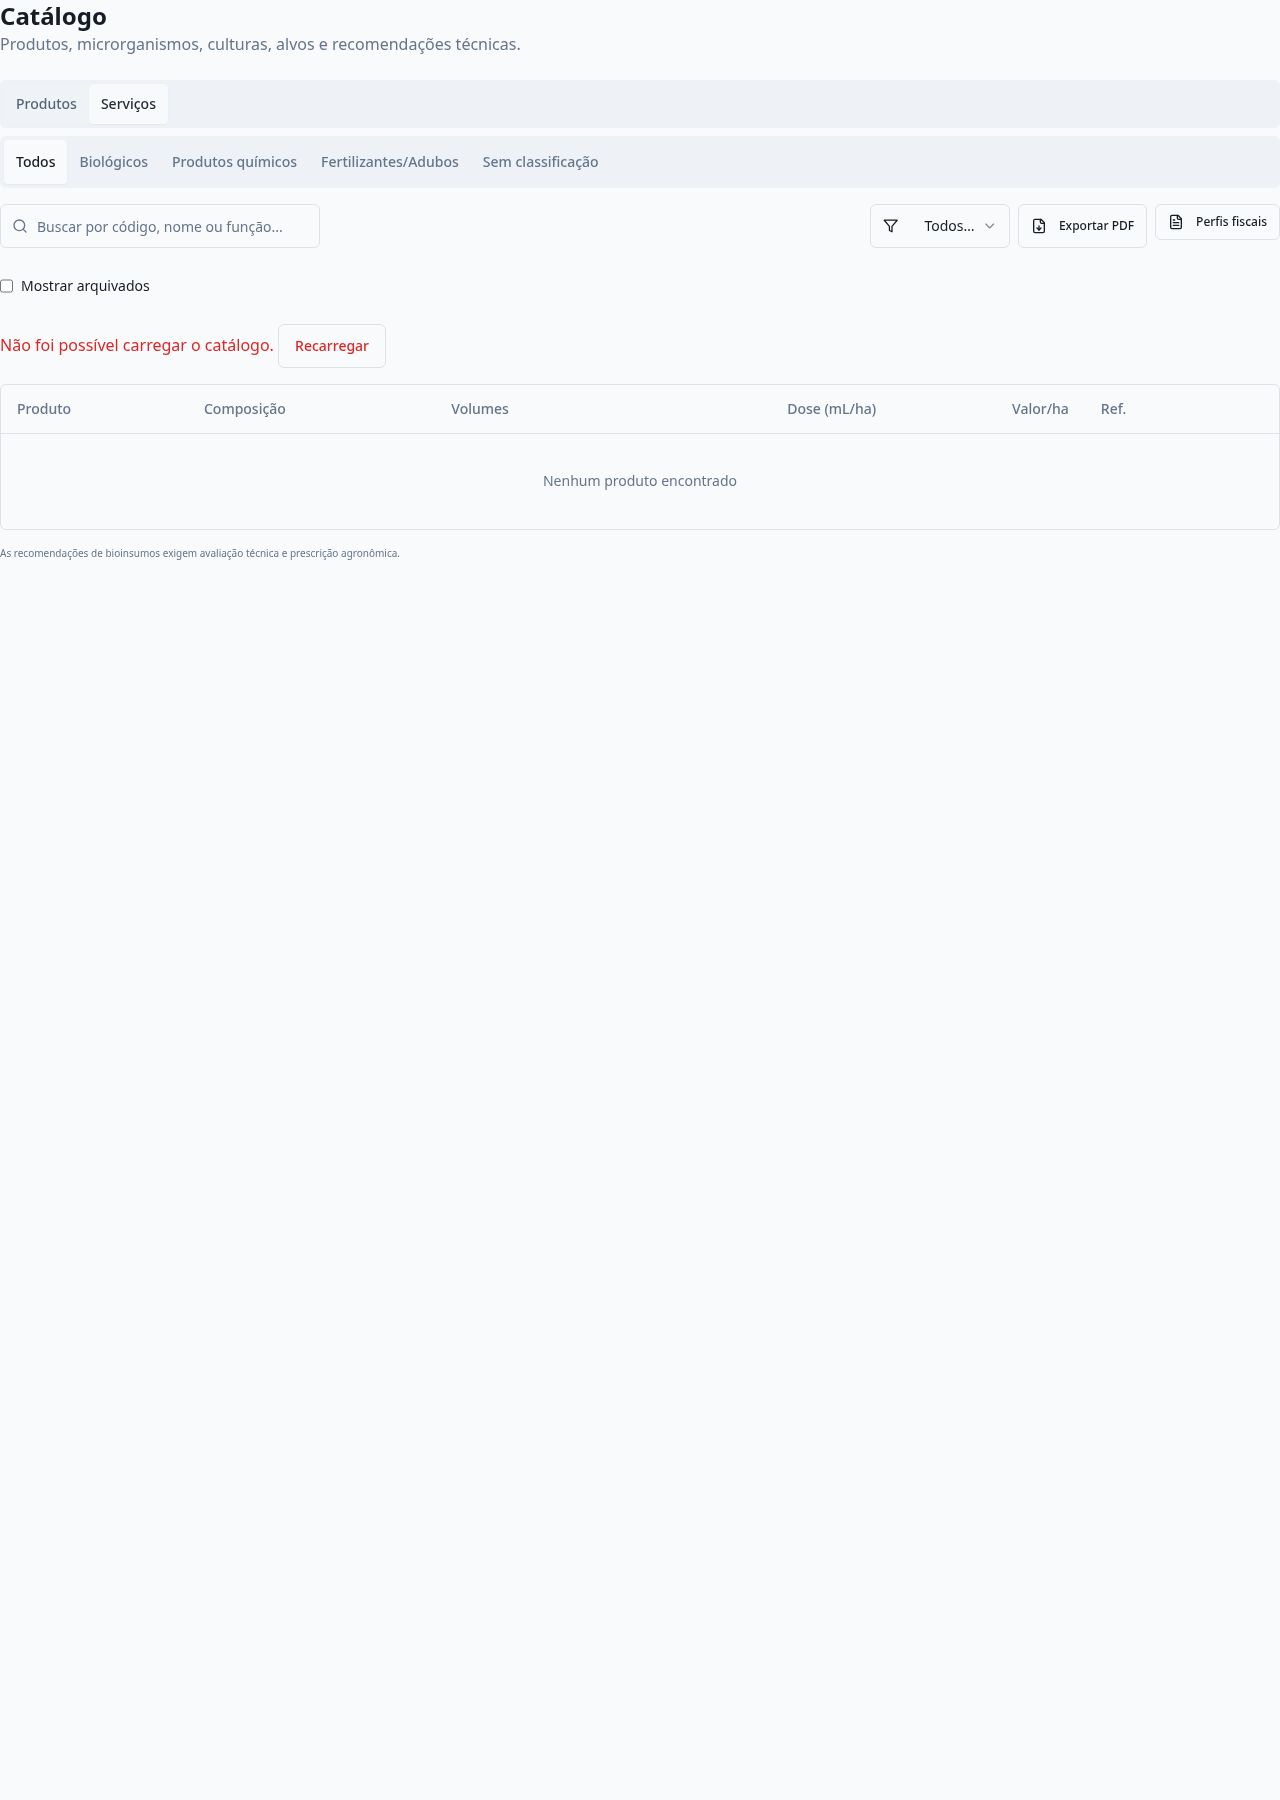 Catálogo
Produtos, microrganismos, culturas, alvos e recomendações técnicas.
Produtos Serviços
Todos Biológicos Produtos químicos Fertilizantes/Adubos Sem classificação
Buscar por código, nome ou função... Todos... Exportar PDF Perfis fiscais
Mostrar arquivados
Não foi possível carregar o catálogo. Recarregar
Produto Composição Volumes Dose (mL/ha) Valor/ha Ref.
Nenhum produto encontrado
As recomendações de bioinsumos exigem avaliação técnica e prescrição agronômica.